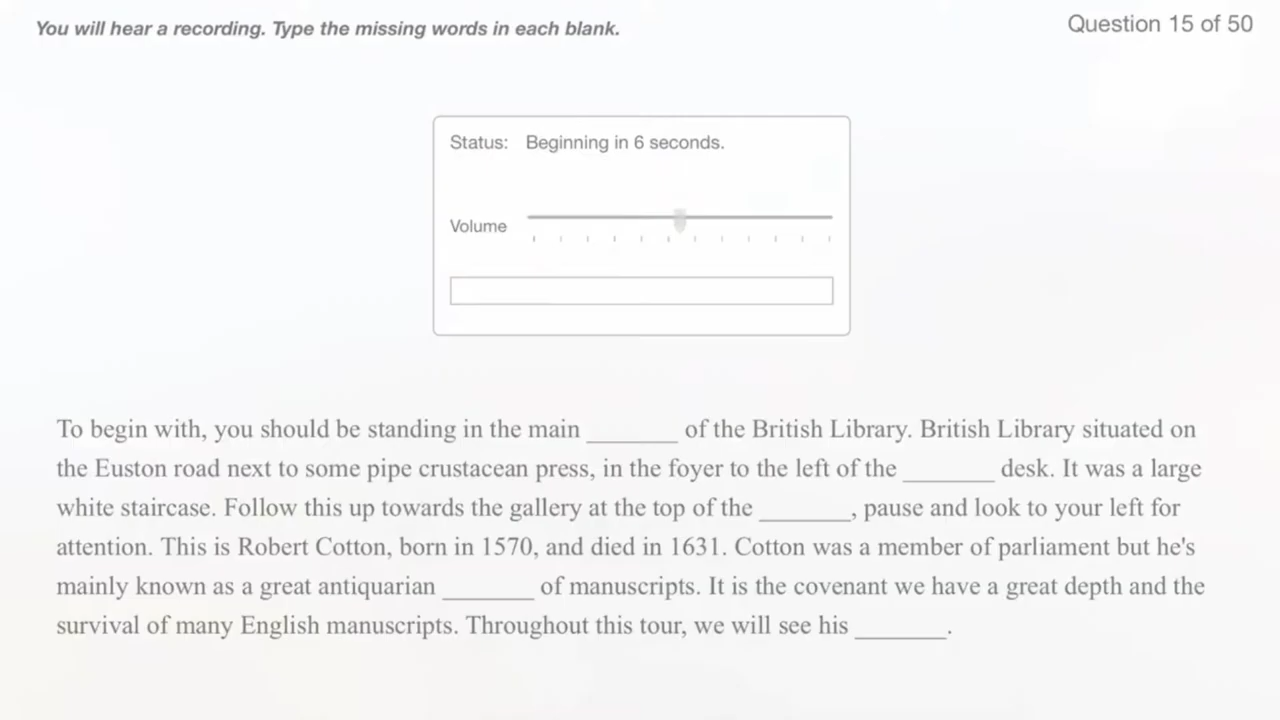 You will hear a recording. Type the missing words in each blank.
Question 15 of 50
Status: Beginning in 6 seconds.
Volume
To begin with, you should be standing in the main _______ of the British Library. British Library situated on
the Euston road next to some pipe crustacean press, in the foyer to the left of the _______ desk. It was a large
white staircase. Follow this up towards the gallery at the top of the _______, pause and look to your left for
attention. This is Robert Cotton, born in 1570, and died in 1631. Cotton was a member of parliament but he's
mainly known as a great antiquarian _______ of manuscripts. It is the covenant we have a great depth and the
survival of many English manuscripts. Throughout this tour, we will see his _______.